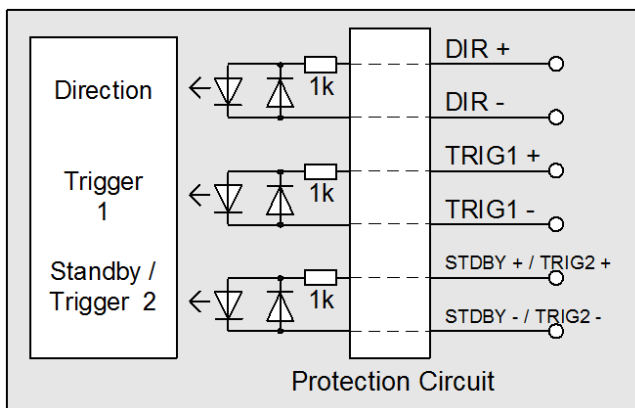 Direction
DIR +
1k
DIR -
Trigger
1
TRIG1 +
1k
TRIG1 -
Standby /
Trigger 2
STDBY + / TRIG2 +
1k
STDBY - / TRIG2 -
Protection Circuit